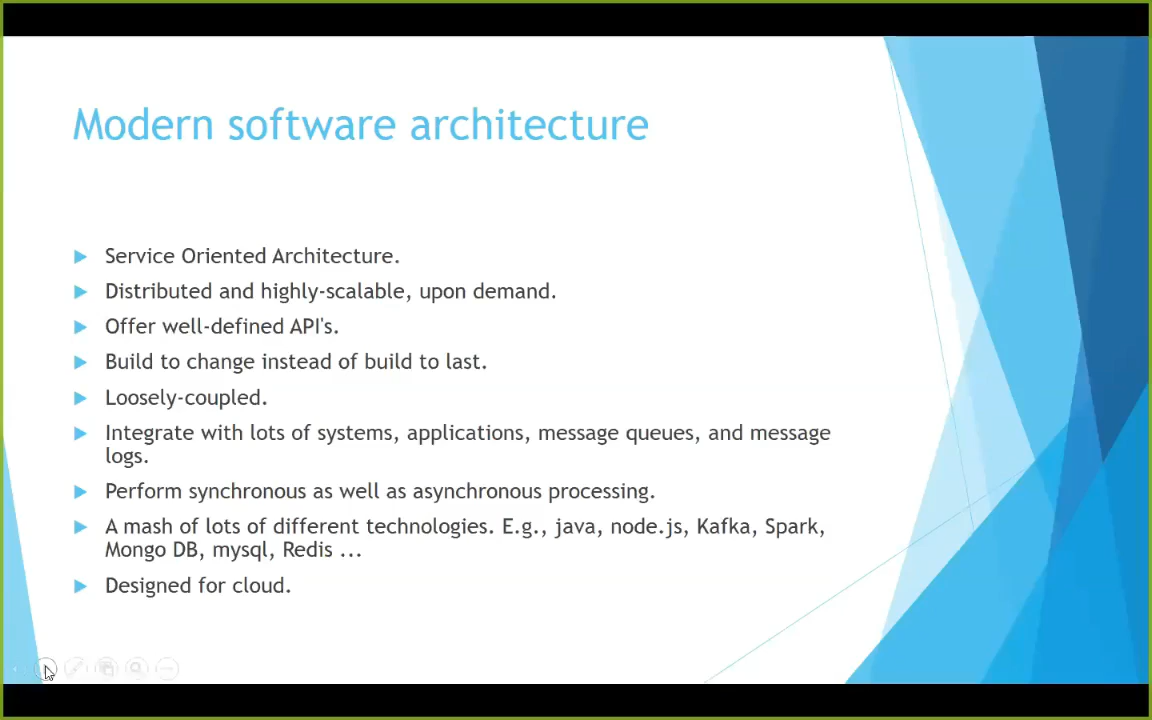 Modern software architecture
Service Oriented Architecture.
Distributed and highly-scalable, upon demand.
Offer well-defined API's.
Build to change instead of build to last.
Loosely-coupled.
Integrate with lots of systems, applications, message queues, and message
logs.
Perform synchronous as well as asynchronous processing.
A mash of lots of different technologies. E.g., java, node.js, Kafka, Spark,
Mongo DB, mysql, Redis ...
Designed for cloud.